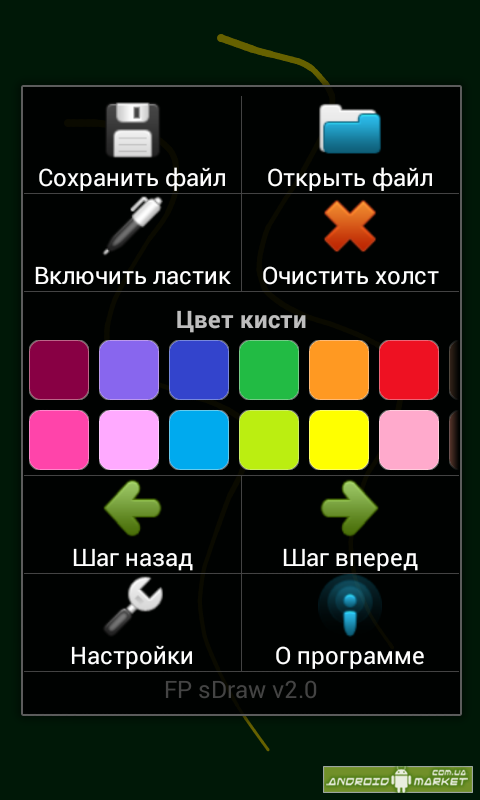 Сохранить файл
Открыть файл
Включить ластик
Очистить холст
Цвет кисти
Шаг назад
Шаг вперед
Настройки
О программе
FP sDraw v2.0
ANDROID MARKET
.com.ua